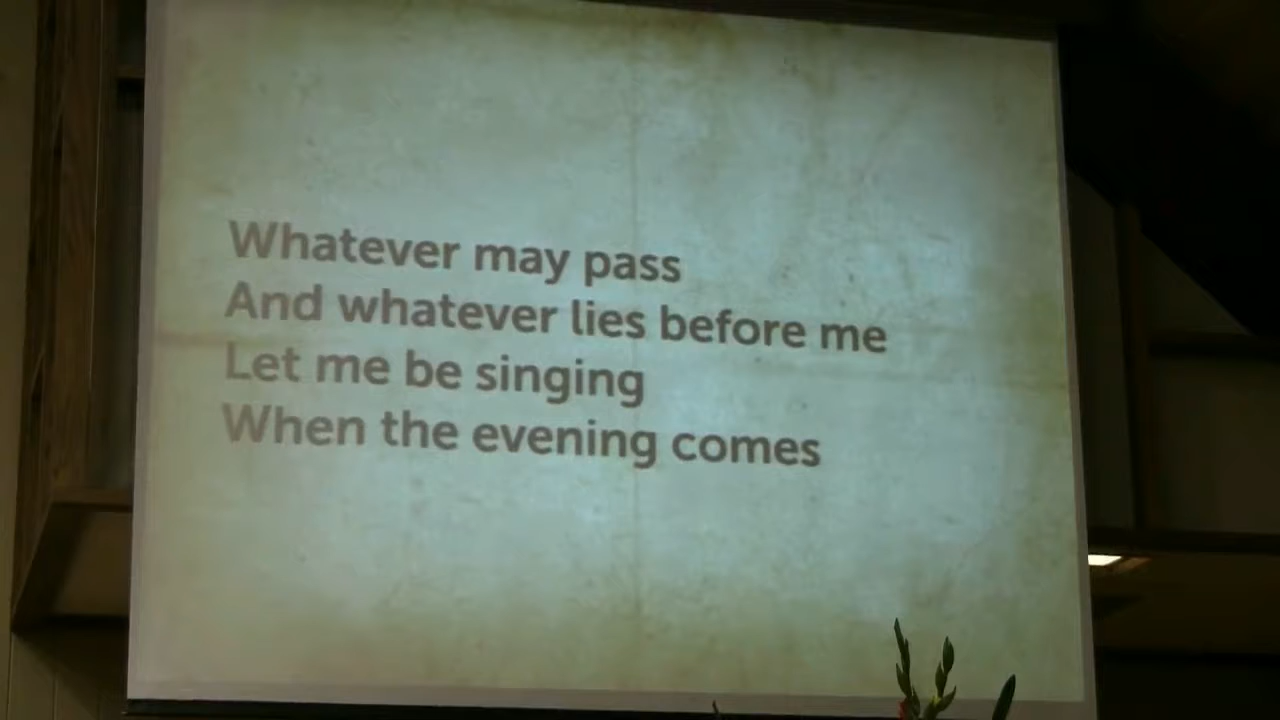 Whatever may pass
And whatever lies before me
Let me be singing
When the evening comes